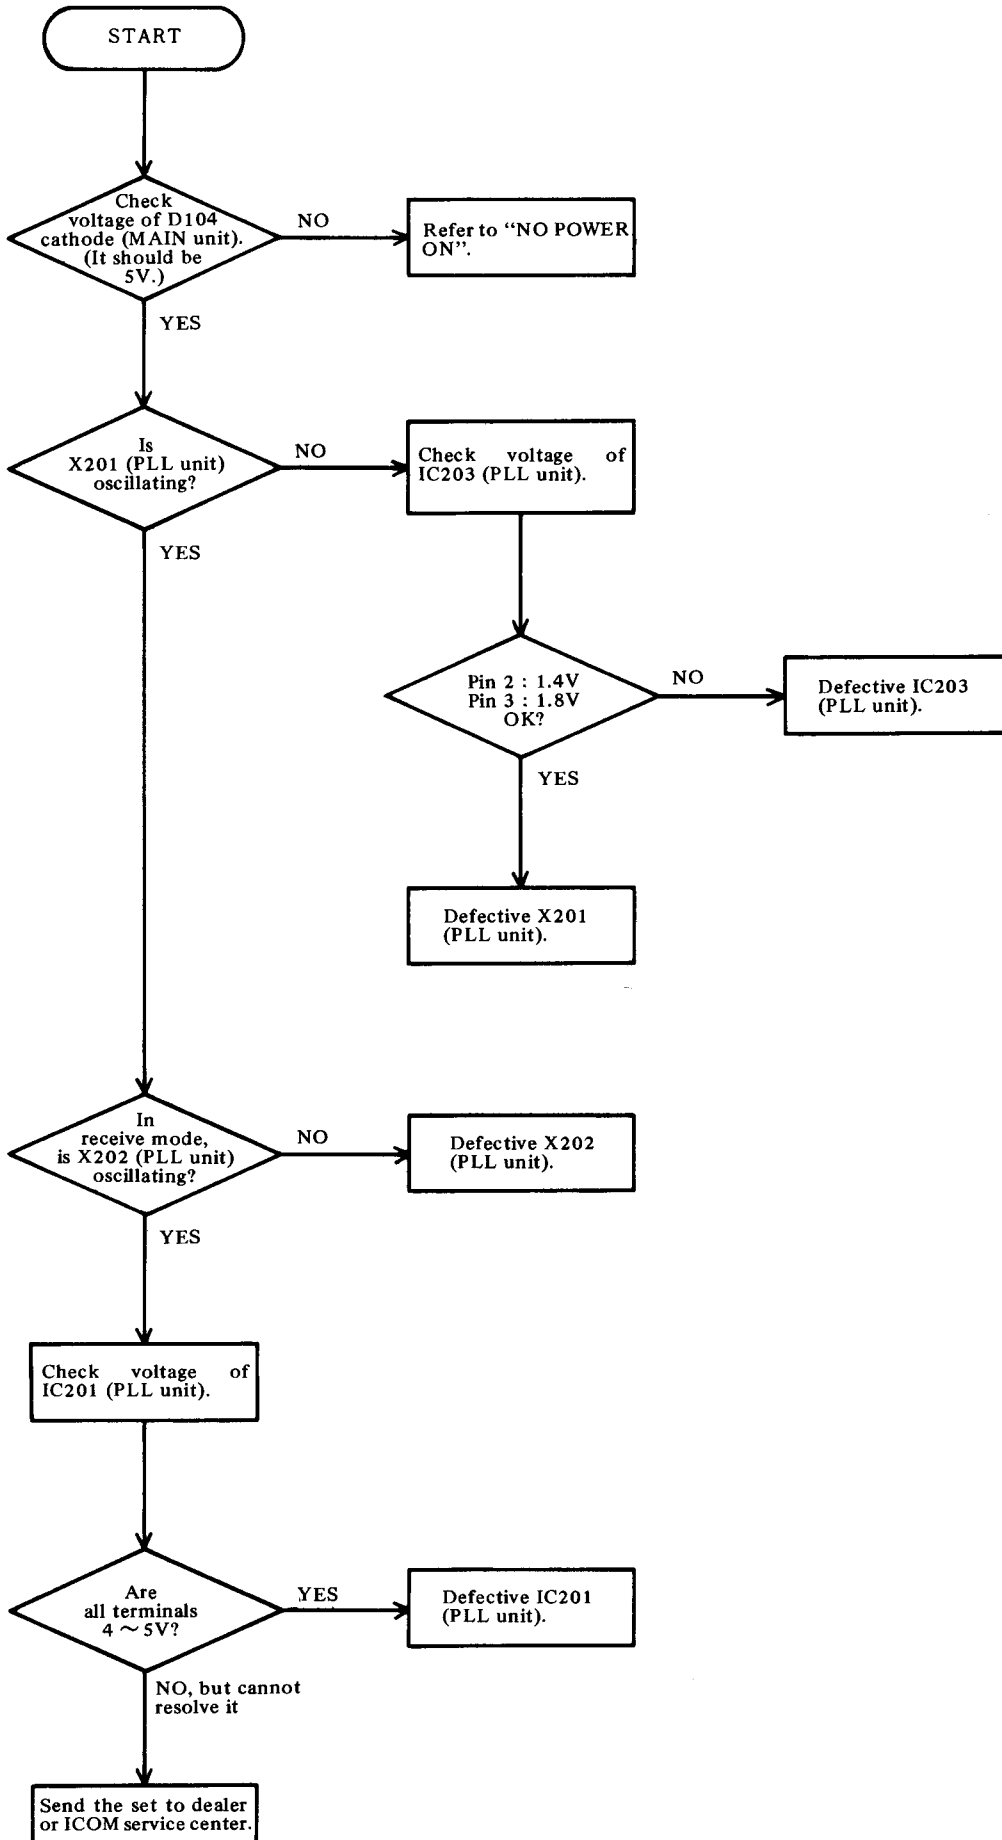 START
Check
voltage of D104
cathode (MAIN unit).
(It should be
5V.)
NO
Refer to “NO POWER
ON”.
YES
Is
X201 (PLL unit)
oscillating?
NO
Check voltage of
IC203 (PLL unit).
YES
Pin 2 : 1.4V
Pin 3 : 1.8V
OK?
NO
Defective IC203
(PLL unit).
YES
Defective X201
(PLL unit).
In
receive mode,
is X202 (PLL unit)
oscillating?
NO
Defective X202
(PLL unit).
YES
Check voltage of
IC201 (PLL unit).
Are
all terminals
4 ~ 5V?
YES
Defective IC201
(PLL unit).
NO, but cannot
resolve it
Send the set to dealer
or ICOM service center.